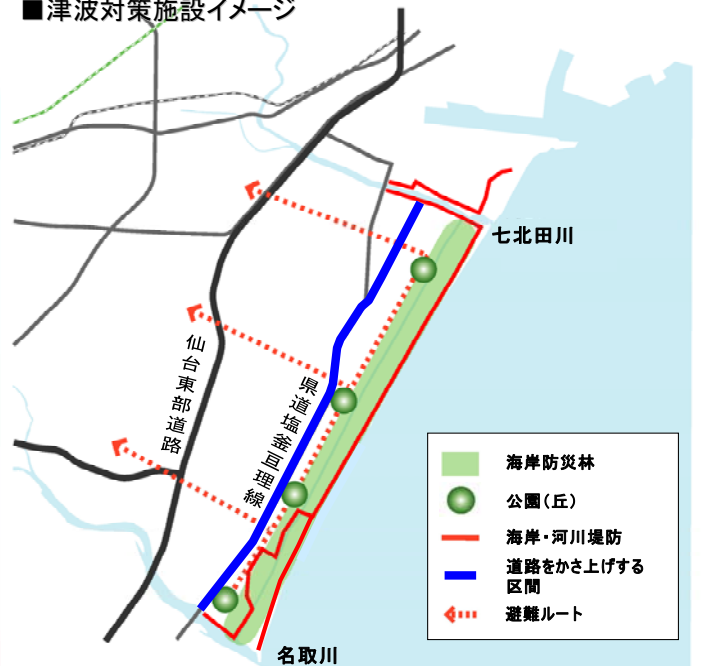 ■津波対策施設イメージ
七北田川
仙台東部道路
県道塩釜亘理線
海岸防災林
公園(丘)
海岸・河川堤防
道路をかさ上げする
区間
避難ルート
名取川